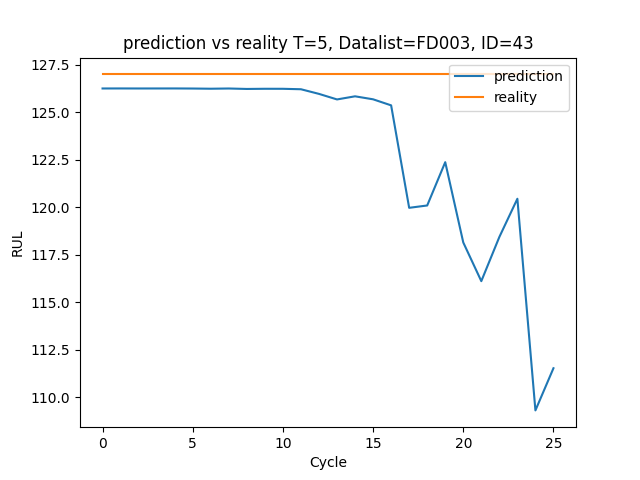 prediction vs reality T=5, Datalist=FD003, ID=43
127.5
125.0
122.5
120.0
117.5
115.0
112.5
110.0
RUL
prediction
reality
0 5 10 15 20 25
Cycle